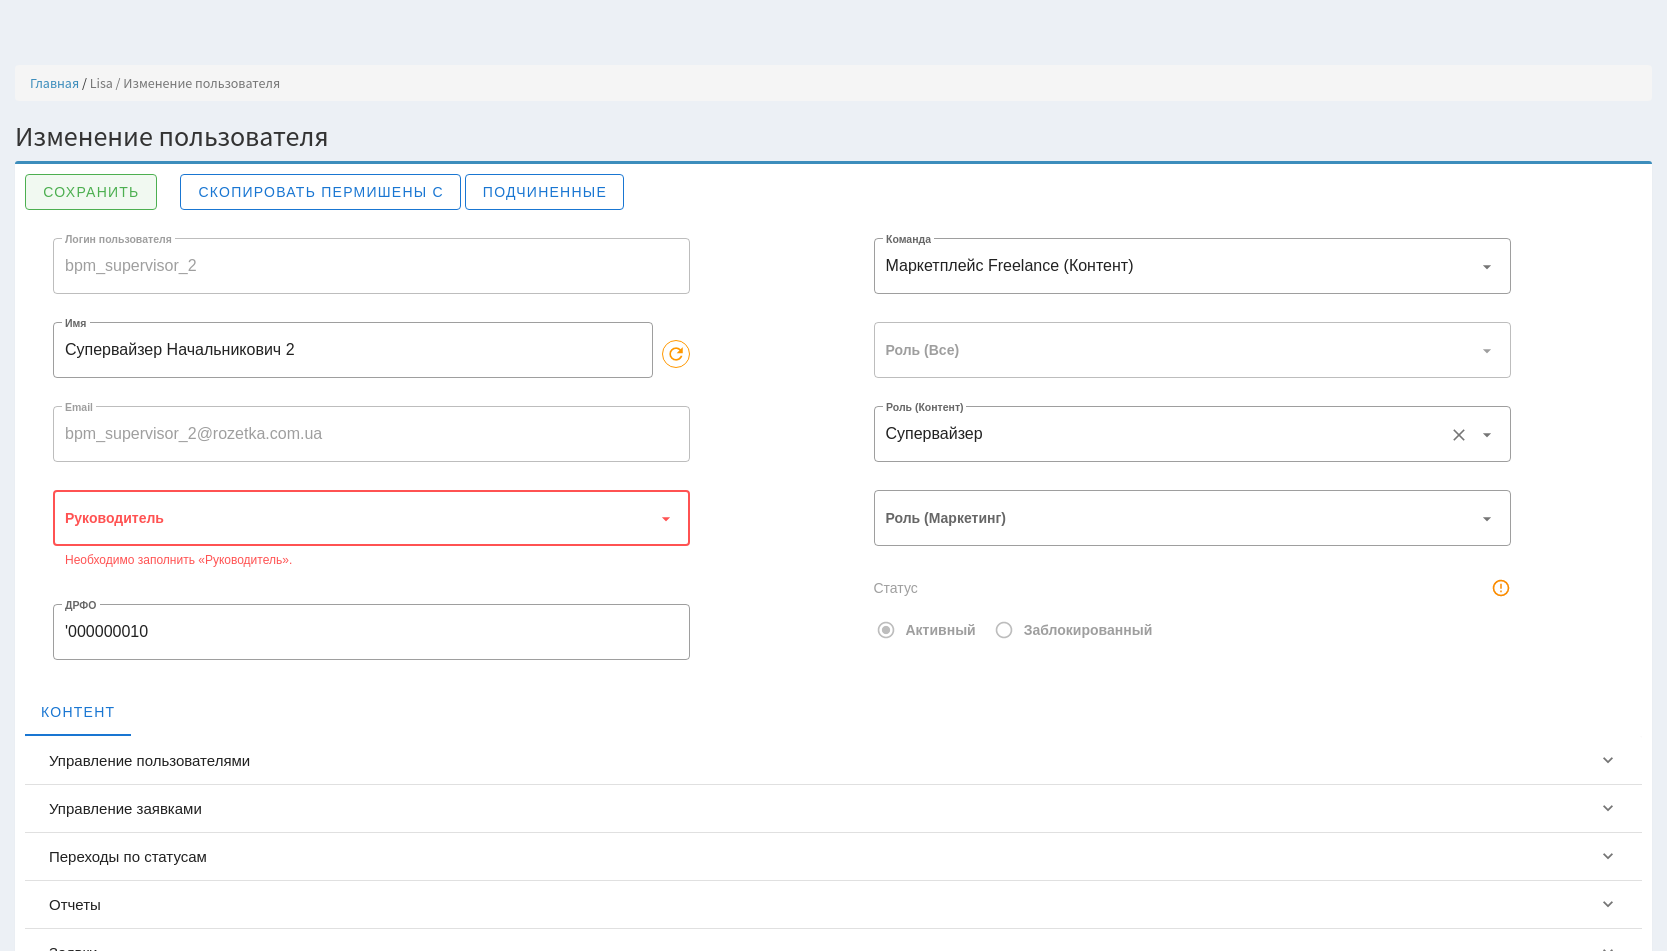 Главная / Lisa / Изменение пользователя
Изменение пользователя
СОХРАНИТЬ
СКОПИРОВАТЬ ПЕРМИШЕНЫ С
ПОДЧИНЕННЫЕ
Логин пользователя
bpm_supervisor_2
Команда
Маркетплейс Freelance (Контент)
Имя
Супервайзер Начальникович 2
Роль (Все)
Email
bpm_supervisor_2@rozetka.com.ua
Роль (Контент)
Супервайзер
Руководитель
Необходимо заполнить «Руководитель».
Роль (Маркетинг)
Статус
Активный
Заблокированный
ДРФО
'000000010
КОНТЕНТ
Управление пользователями
Управление заявками
Переходы по статусам
Отчеты